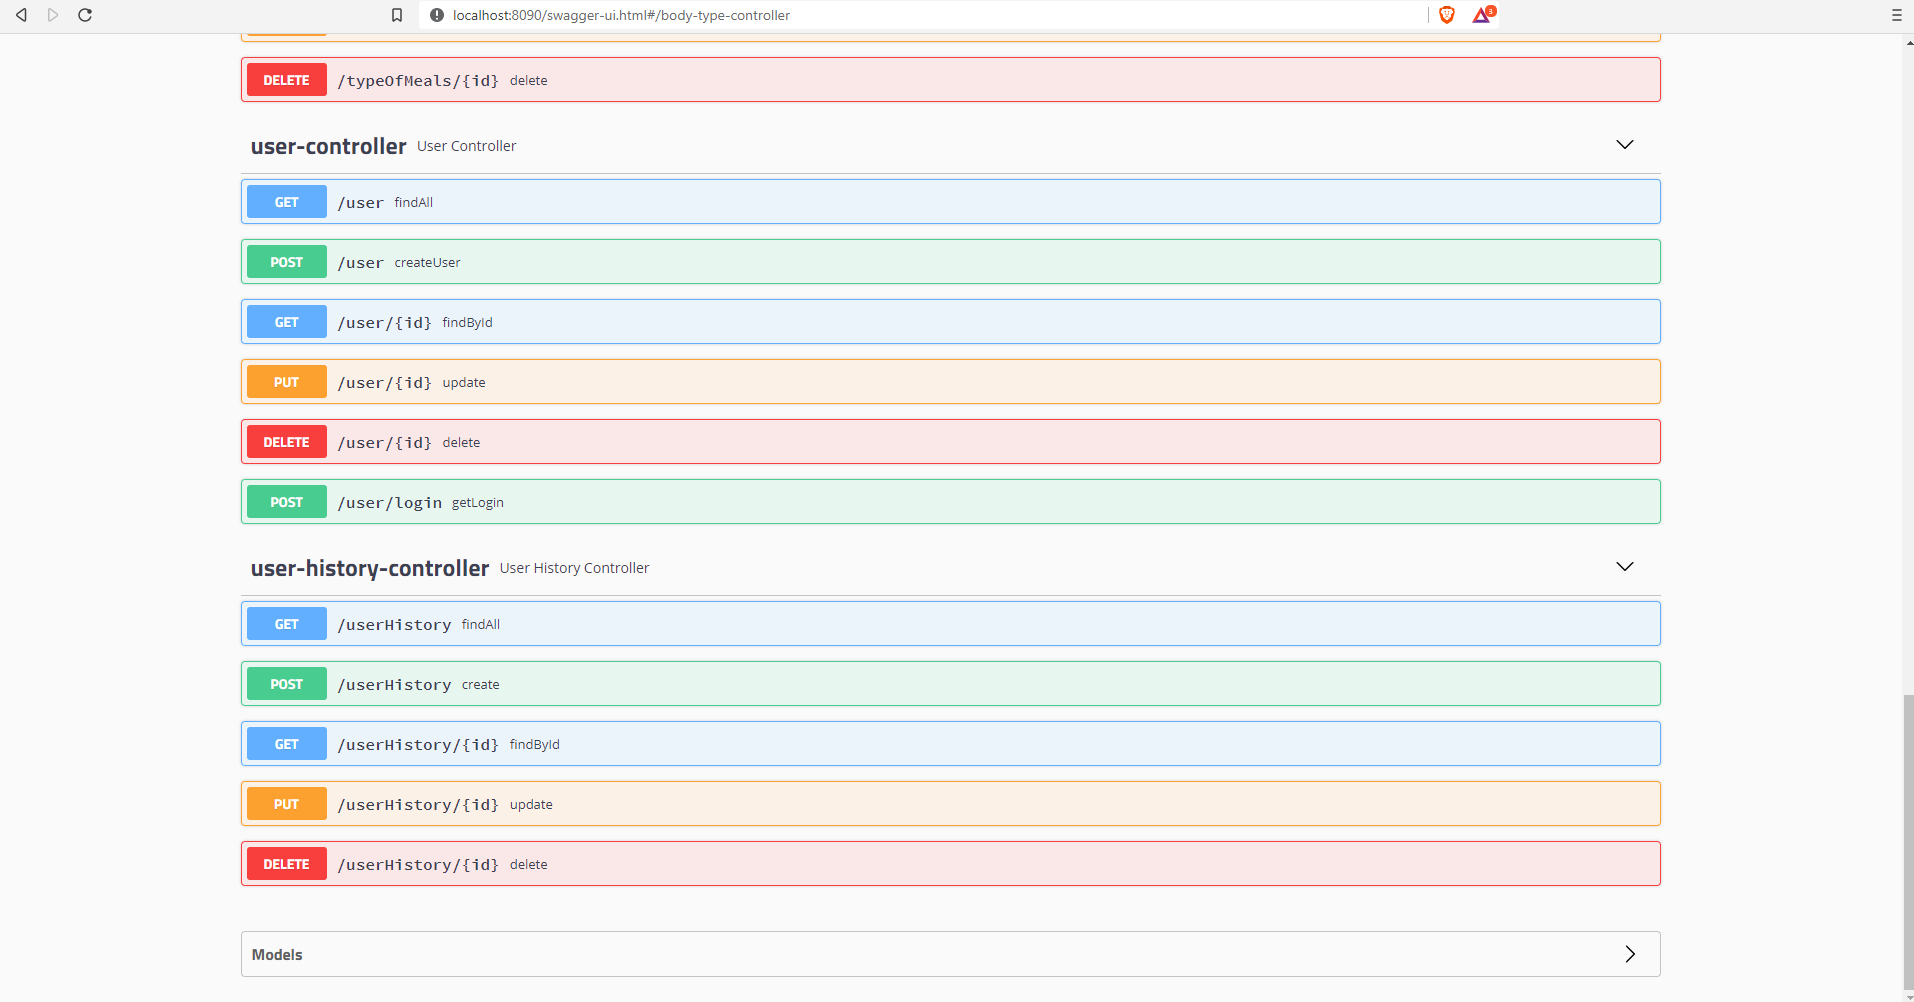 localhost:8090/swagger-ui.html#/body-type-controller
3
DELETE /typeOfMeals/{id} delete
user-controller User Controller
GET /user findAll
POST /user createUser
GET /user/{id} findById
PUT /user/{id} update
DELETE /user/{id} delete
POST /user/login getLogin
user-history-controller User History Controller
GET /userHistory findAll
POST /userHistory create
GET /userHistory/{id} findById
PUT /userHistory/{id} update
DELETE /userHistory/{id} delete
Models